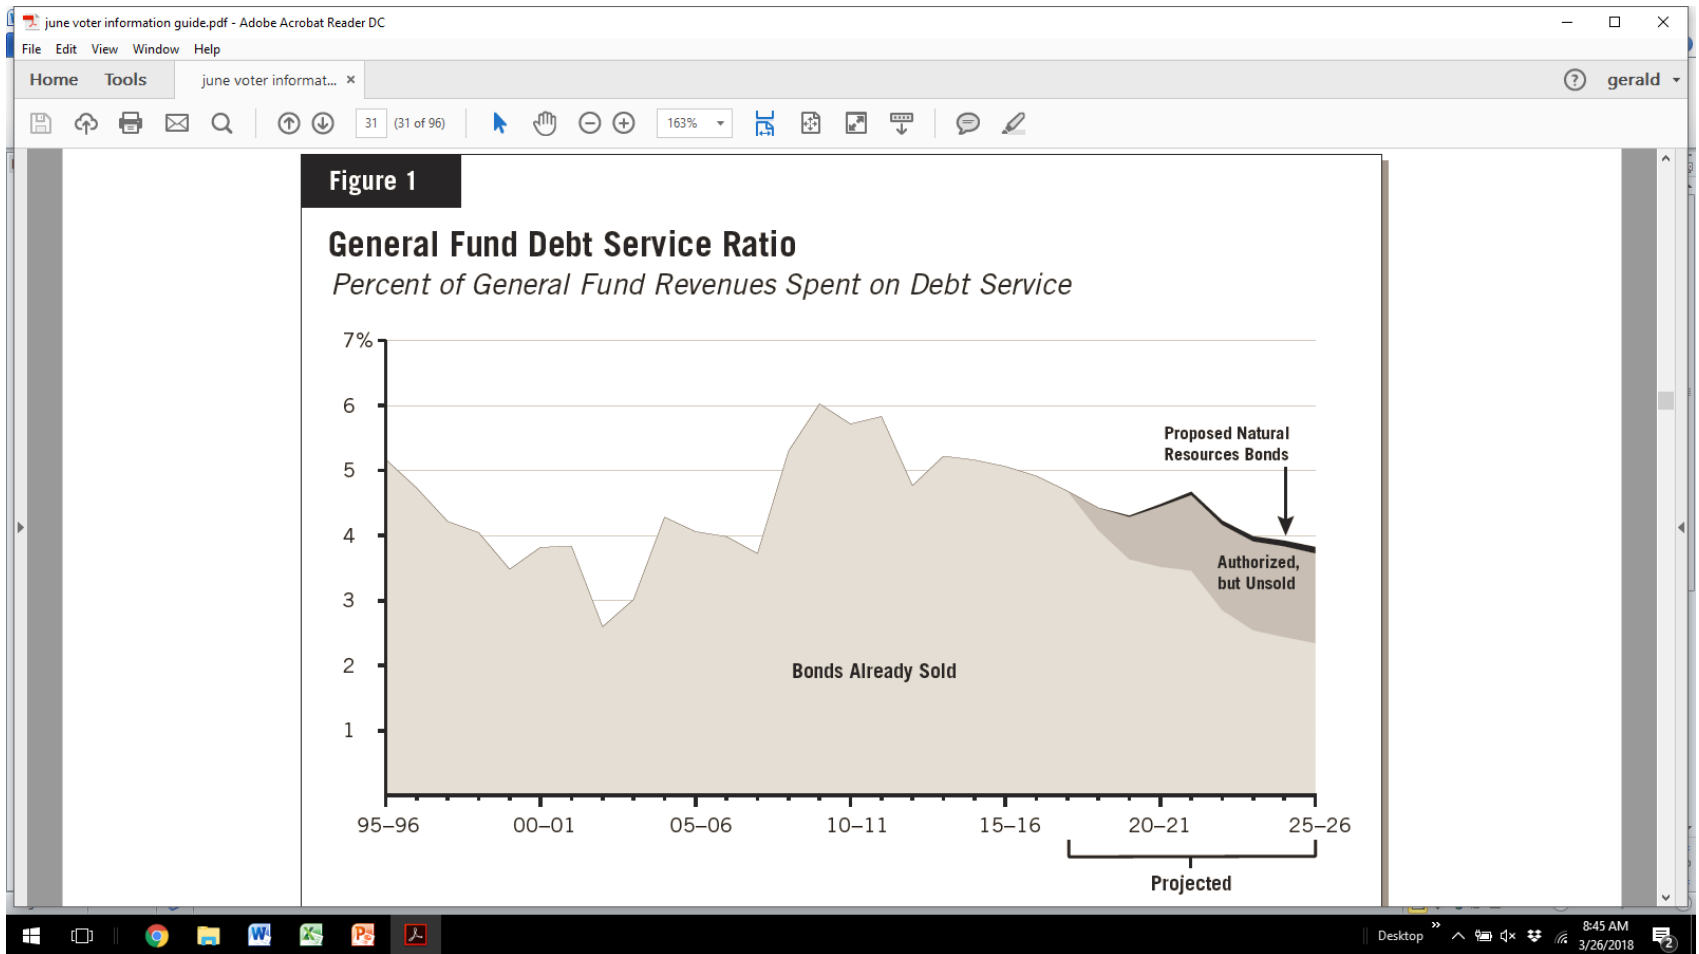 june voter information guide.pdf - Adobe Acrobat Reader DC
File Edit View Window Help
Home Tools june voter informat... × ? gerald
31 (31 of 96) 163%
Figure 1
General Fund Debt Service Ratio
Percent of General Fund Revenues Spent on Debt Service
7%
6
Proposed Natural
Resources Bonds
5
4
Authorized,
but Unsold
3
2
Bonds Already Sold
1
95–96 00–01 05–06 10–11 15–16 20–21 25–26
Projected
Desktop
8:45 AM
3/26/2018
2